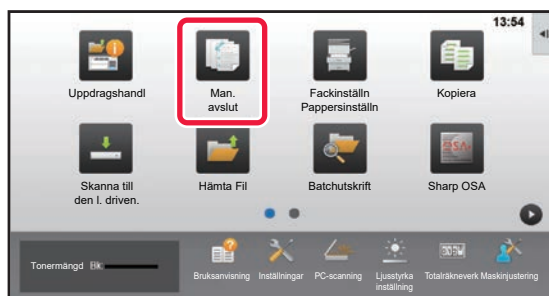 13:54
Uppdragshandl
Man.
avslut
Fackinställn
Pappersinställn
Kopiera
Skanna till
den l. driven.
Hämta Fil
Batchutskrift
Sharp OSA
Tonermängd Bk:
Bruksanvisning
Inställningar
PC-scanning
Ljusstyrka
inställning
Totalräkneverk
Maskinjustering